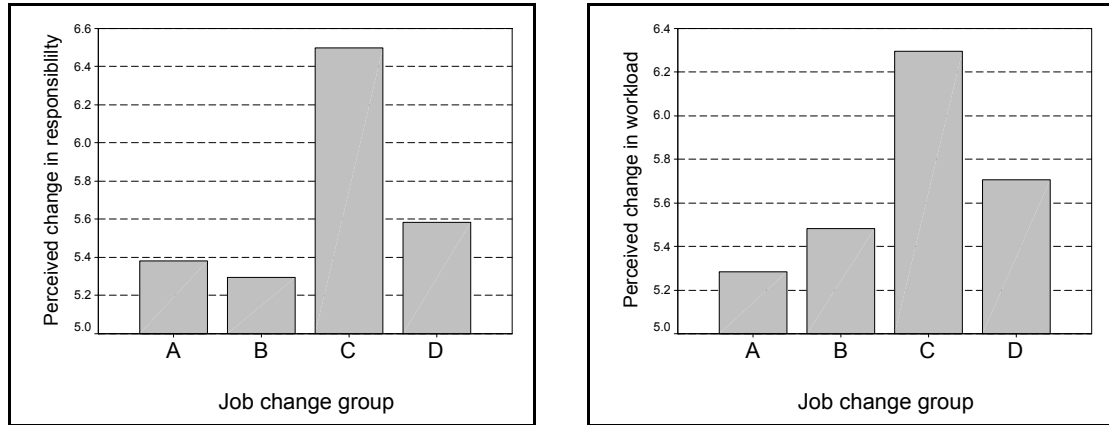 Perceived change in responsibility
6.6
6.4
6.2
6.0
5.8
5.6
5.4
5.2
5.0
A B C D
Job change group
Perceived change in workload
6.4
6.2
6.0
5.8
5.6
5.4
5.2
5.0
A B C D
Job change group